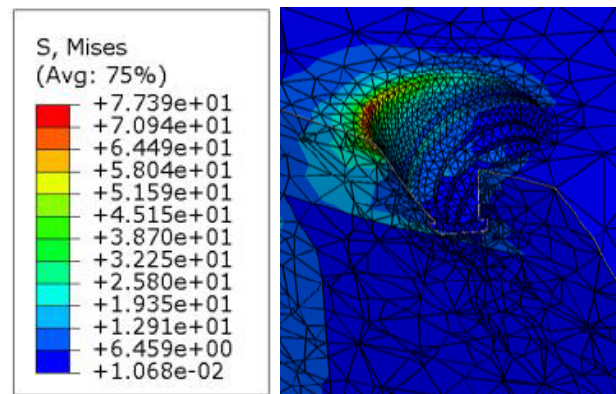 S, Mises
(Avg: 75%)
+7.739e+01
+7.094e+01
+6.449e+01
+5.804e+01
+5.159e+01
+4.515e+01
+3.870e+01
+3.225e+01
+2.580e+01
+1.935e+01
+1.291e+01
+6.459e+00
+1.068e-02